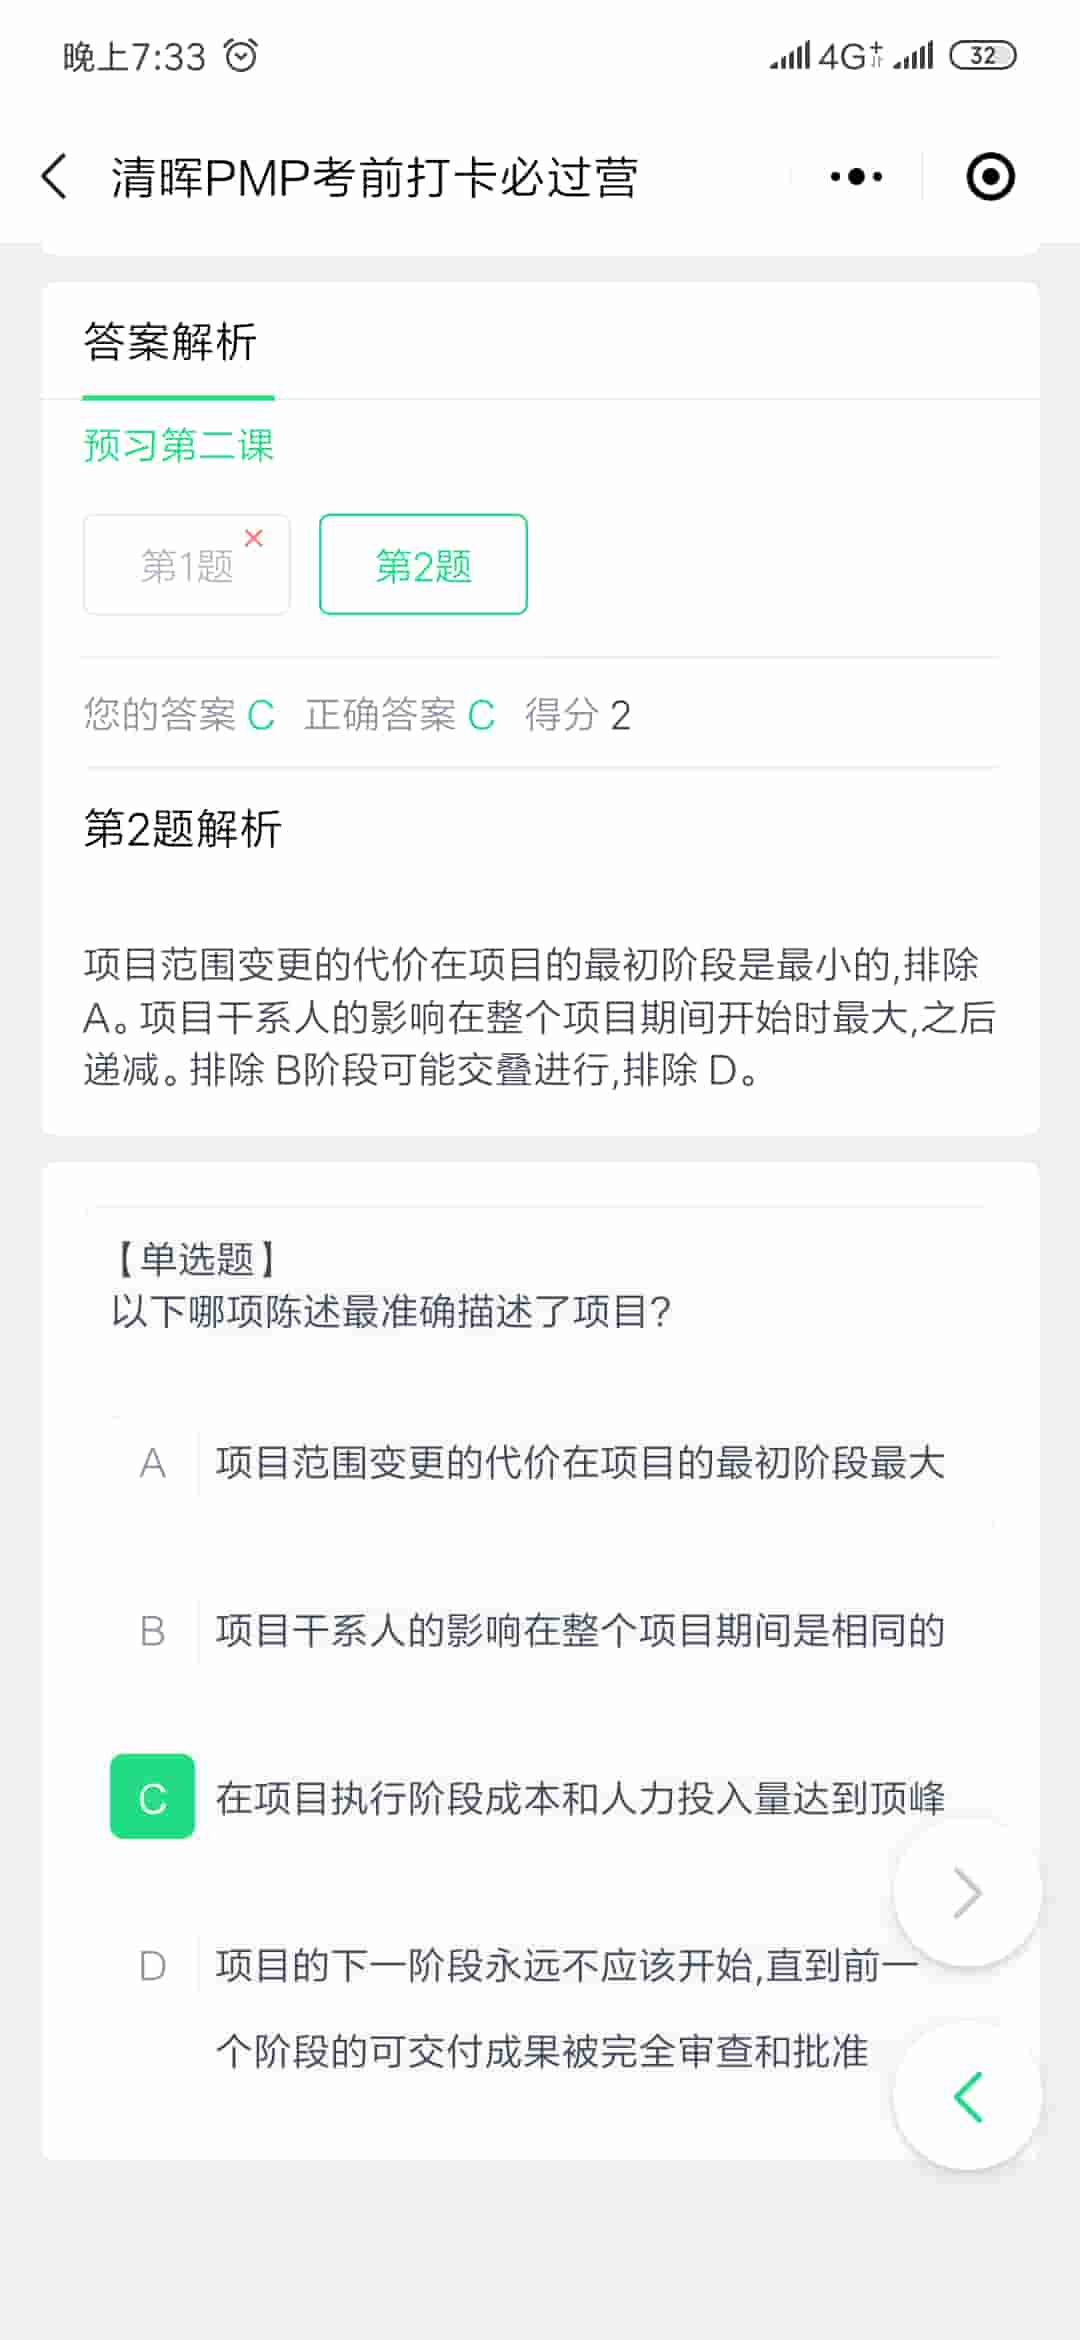 晚上7:33 4G+ 32
清晖PMP考前打卡必过营
答案解析
预习第二课
第1题 第2题
您的答案 C 正确答案 C 得分 2
第2题解析
项目范围变更的代价在项目的最初阶段是最小的,排除
A。项目干系人的影响在整个项目期间开始时最大,之后
递减。排除 B阶段可能交叠进行,排除 D。
【单选题】
以下哪项陈述最准确描述了项目?
A 项目范围变更的代价在项目的最初阶段最大
B 项目干系人的影响在整个项目期间是相同的
C 在项目执行阶段成本和人力投入量达到顶峰
D 项目的下一阶段永远不应该开始,直到前一
个阶段的可交付成果被完全审查和批准